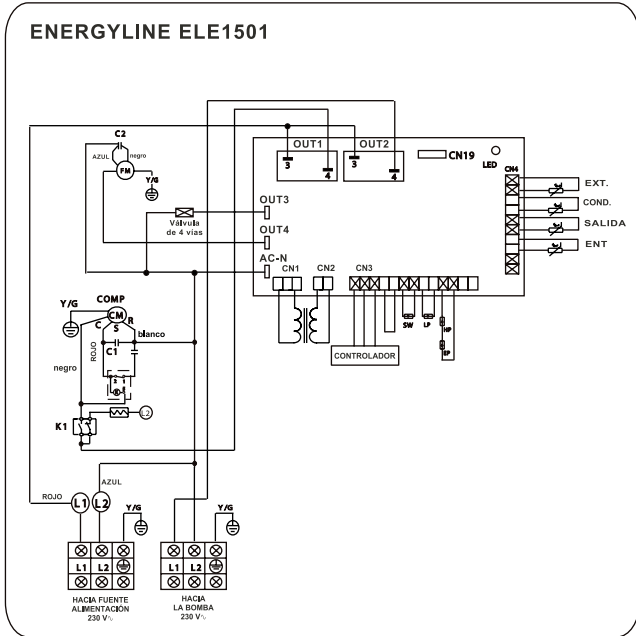 ENERGYLINE ELE1501
C2
AZUL
negro
FM
Y/G
OUT1
OUT2
3
4
3
4
CN19
LED
CN4
EXT.
COND.
SALIDA
ENT
OUT3
Válvula
de 4 vías
OUT4
AC-N
CN1
CN2
CN3
SW
LP
HP
EP
CONTROLADOR
Y/G
COMP
CM
C
S
R
blanco
ROJO
C1
2
1
negro
K1
L2
ROJO
L1
L2
AZUL
Y/G
Y/G
L1
L2
L1
L2
HACIA FUENTE
ALIMENTACIÓN
230 V∿
HACIA
LA BOMBA
230 V∿